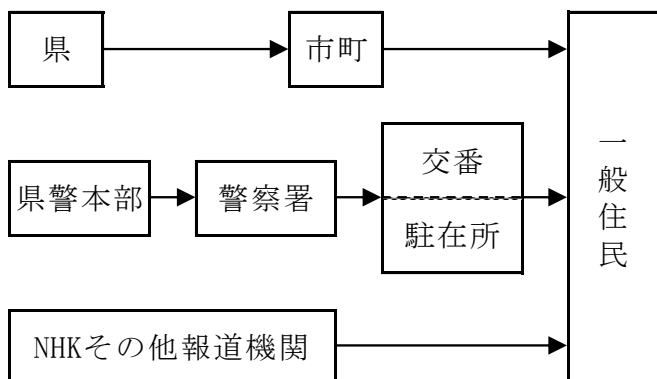 県
市町
県警本部
警察署
交番
駐在所
NHKその他報道機関
一般住民